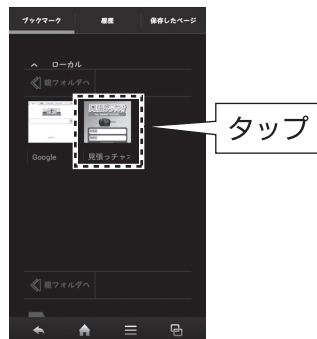 ブックマーク
履歴
保存したページ
ローカル
親フォルダへ
Google
見張っチャオ
タップ
親フォルダへ